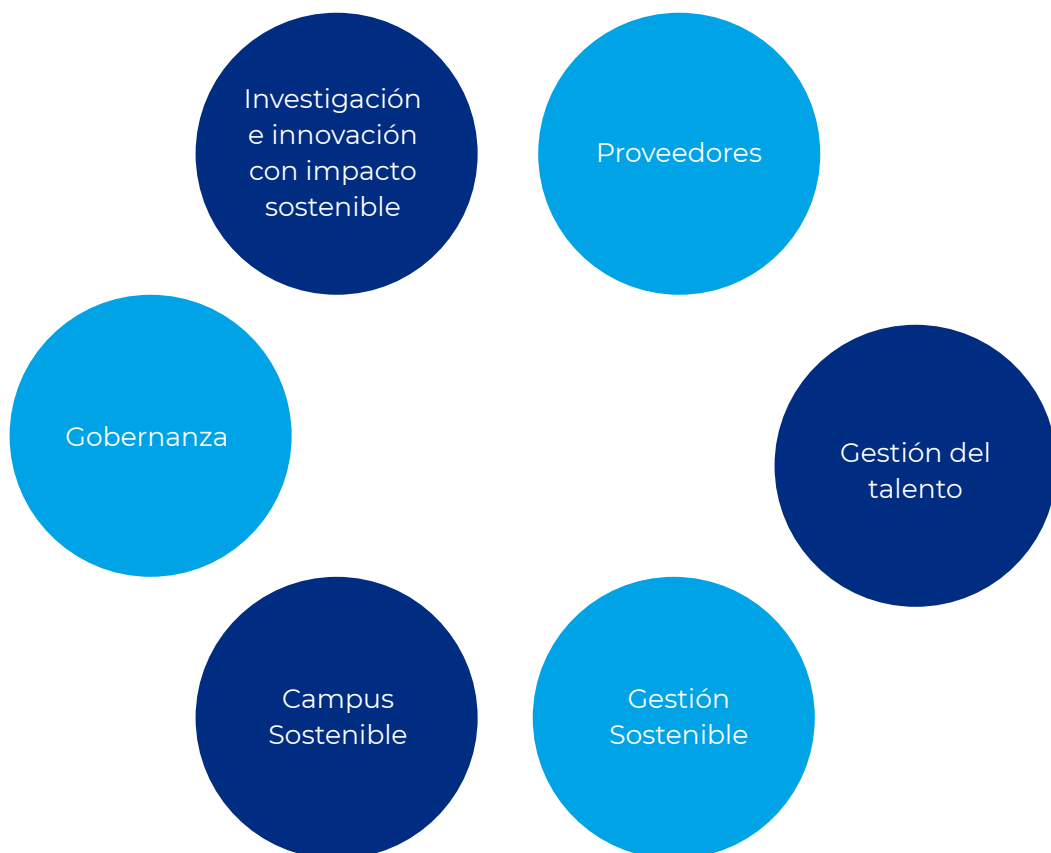 Investigación
e innovación
con impacto
sostenible
Proveedores
Gobernanza
Gestión del
talento
Campus
Sostenible
Gestión
Sostenible